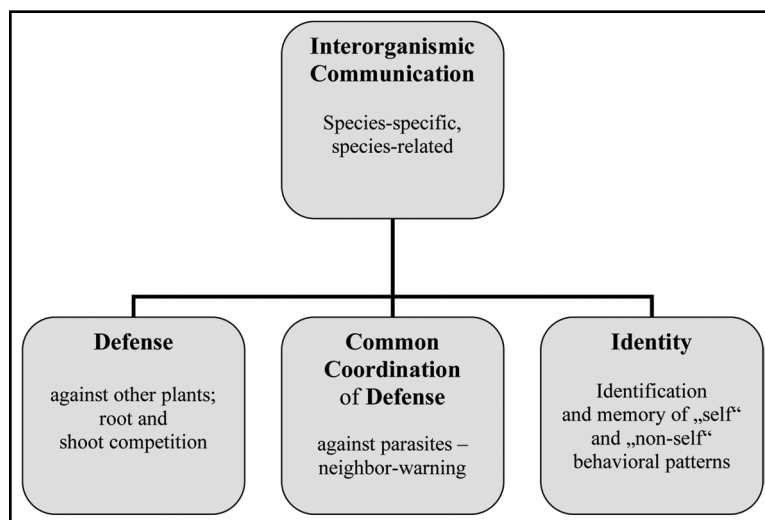 Interorganismic
Communication
Species-specific,
species-related
Defense
against other plants;
root and
shoot competition
Common
Coordination
of Defense
against parasites –
neighbor-warning
Identity
Identification
and memory of „self“
and „non-self“
behavioral patterns